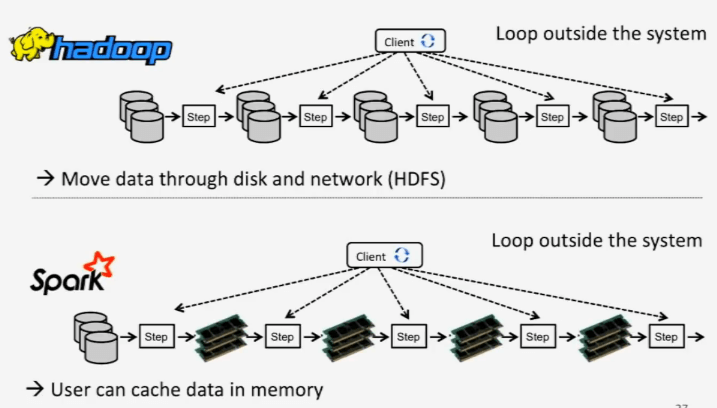 hadoop
Client
Loop outside the system
Step Step Step Step Step
→ Move data through disk and network (HDFS)
Loop outside the system
Client
Spark
Step Step Step Step Step
→ User can cache data in memory